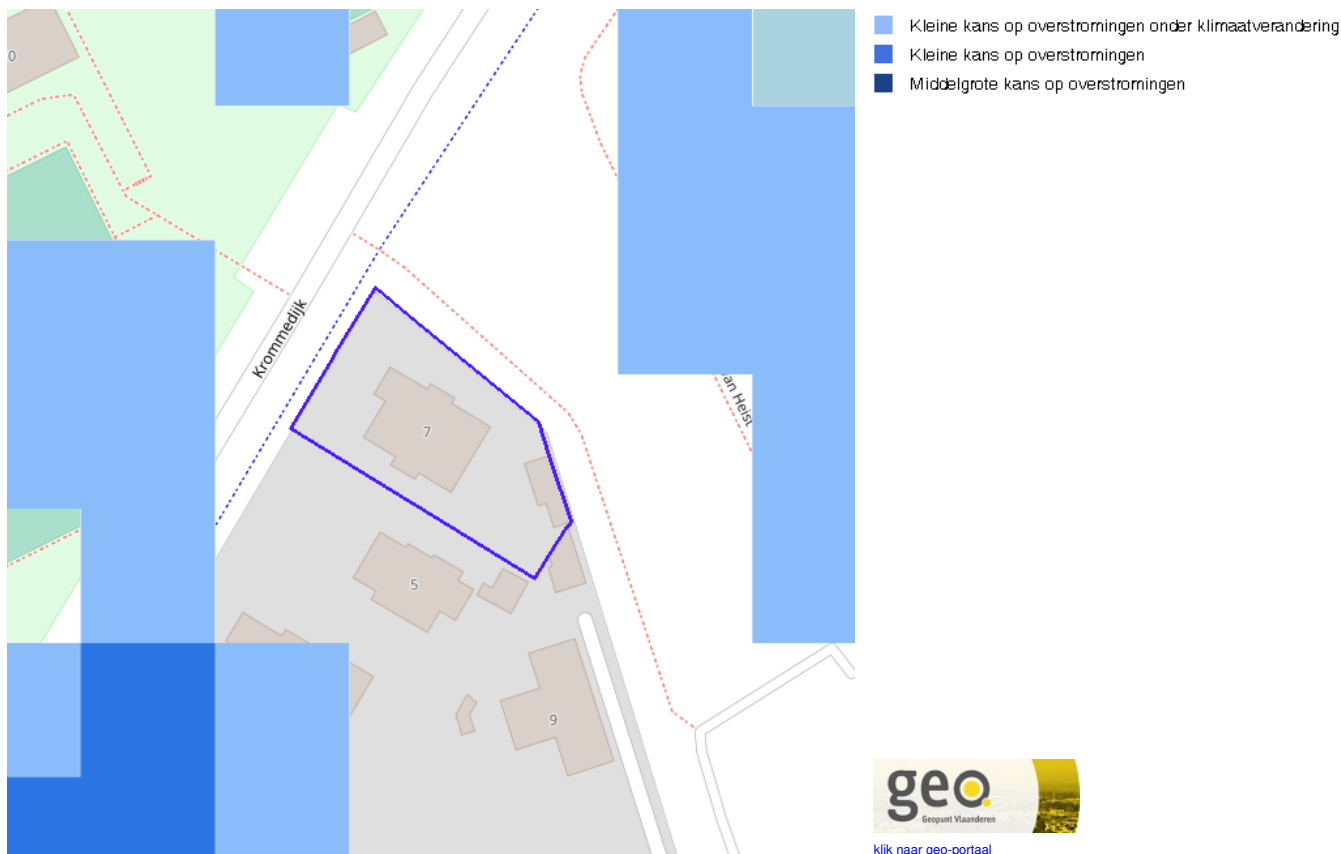 Kleine kans op overstromingen onder klimaatverandering
Kleine kans op overstromingen
Middelgrote kans op overstromingen
0
Krommedijk
7
van Heist
5
9
geo
Geopunt Vlaanderen
klik naar geo-portaal